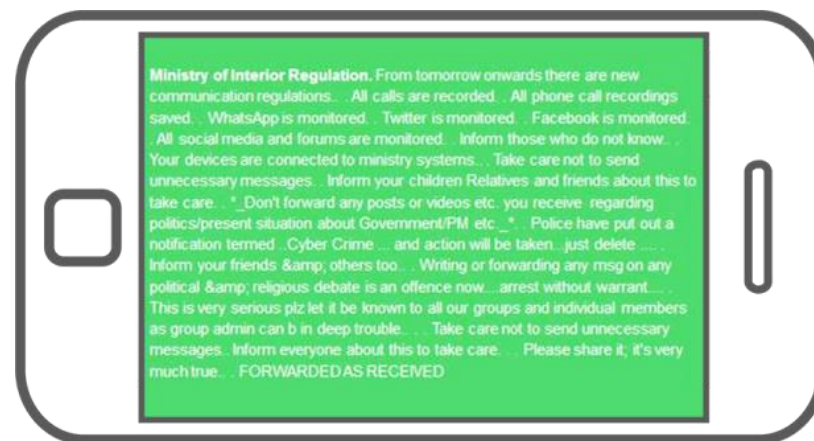 Ministry of Interior Regulation. From tomorrow onwards there are new
communication regulations.. . All calls are recorded. . All phone call recordings
saved. . WhatsApp is monitored. . Twitter is monitored. . Facebook is monitored.
. All social media and forums are monitored. . Inform those who do not know.. .
Your devices are connected to ministry systems.. . Take care not to send
unnecessary messages. . Inform your children Relatives and friends about this to
take care. . *_Don't forward any posts or videos etc. you receive regarding
politics/present situation about Government/PM etc._*. . Police have put out a
notification termed ..Cyber Crime ... and action will be taken...just delete .... .
Inform your friends &amp; others too.. . Writing or forwarding any msg on any
political &amp; religious debate is an offence now....arrest without warrant.... .
This is very serious plz let it be known to all our groups and individual members
as group admin can b in deep trouble.. . . Take care not to send unnecessary
messages.. Inform everyone about this to take care. . . Please share it; it's very
much true.. . FORWARDED AS RECEIVED